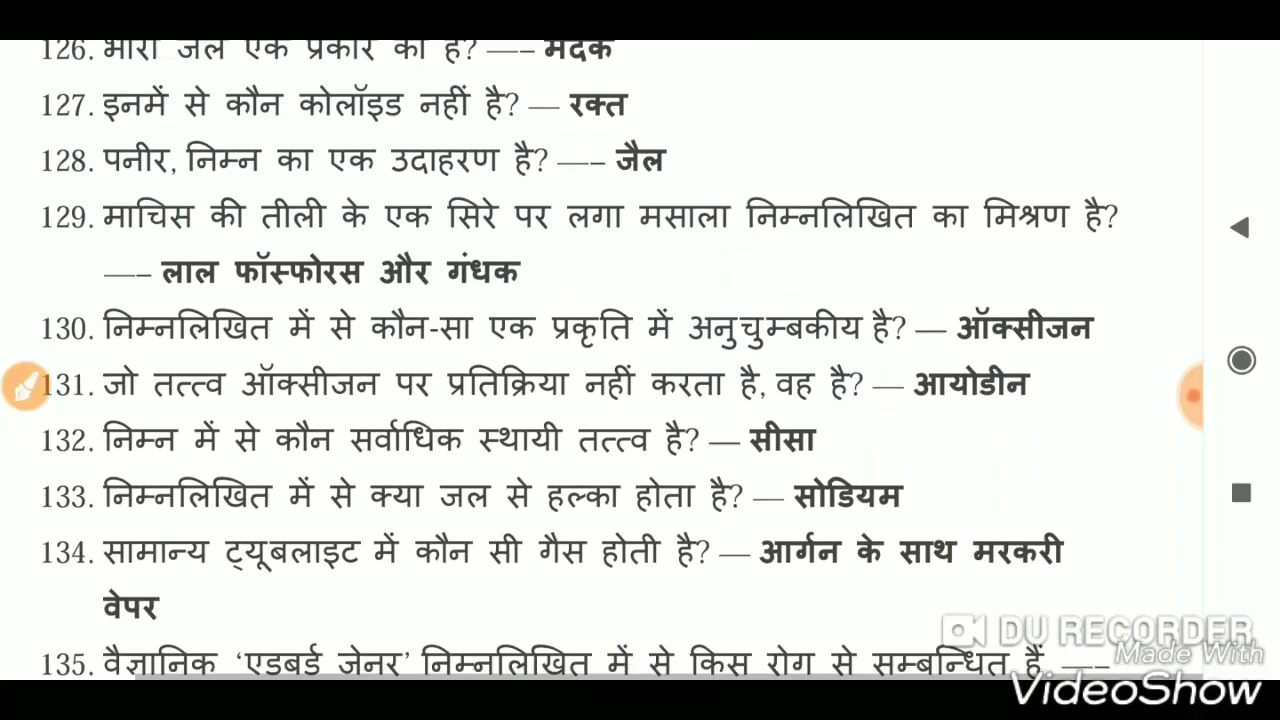 126. भारी जल एक प्रकार का है? —–- मंदक
127. इनमें से कौन कोलॉइड नहीं है? — रक्त
128. पनीर, निम्न का एक उदाहरण है? —–- जैल
129. माचिस की तीली के एक सिरे पर लगा मसाला निम्नलिखित का मिश्रण है?
—–- लाल फॉस्फोरस और गंधक
130. निम्नलिखित में से कौन-सा एक प्रकृति में अनुचुम्बकीय है? — ऑक्सीजन
131. जो तत्त्व ऑक्सीजन पर प्रतिक्रिया नहीं करता है, वह है? — आयोडीन
132. निम्न में से कौन सर्वाधिक स्थायी तत्त्व है? — सीसा
133. निम्नलिखित में से क्या जल से हल्का होता है? — सोडियम
134. सामान्य ट्यूबलाइट में कौन सी गैस होती है? — आर्गन के साथ मरकरी
वेपर
135. वैज्ञानिक ‘एडबर्ड जेनर’ निम्नलिखित में से किस रोग से सम्बन्धित हैं —–-
DU RECORDER
Made With
VideoShow